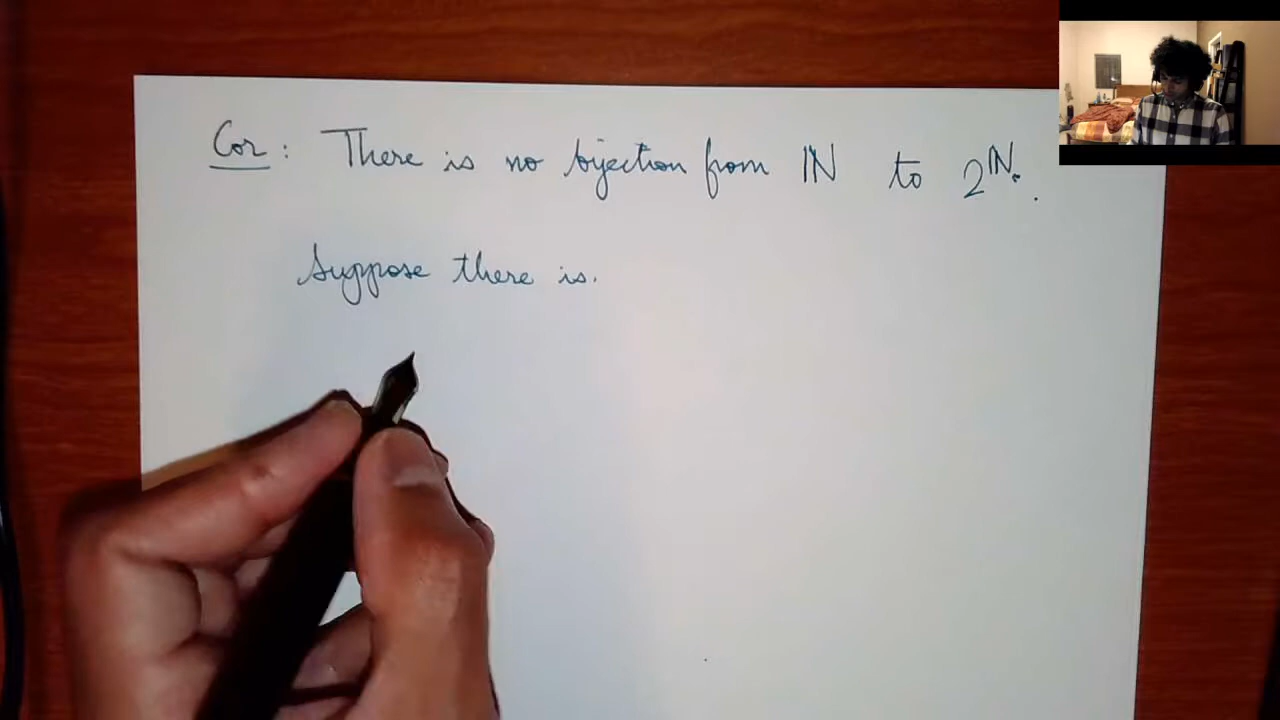 Cor: There is no bijection from ℕ to 2^ℕ.
Suppose there is.